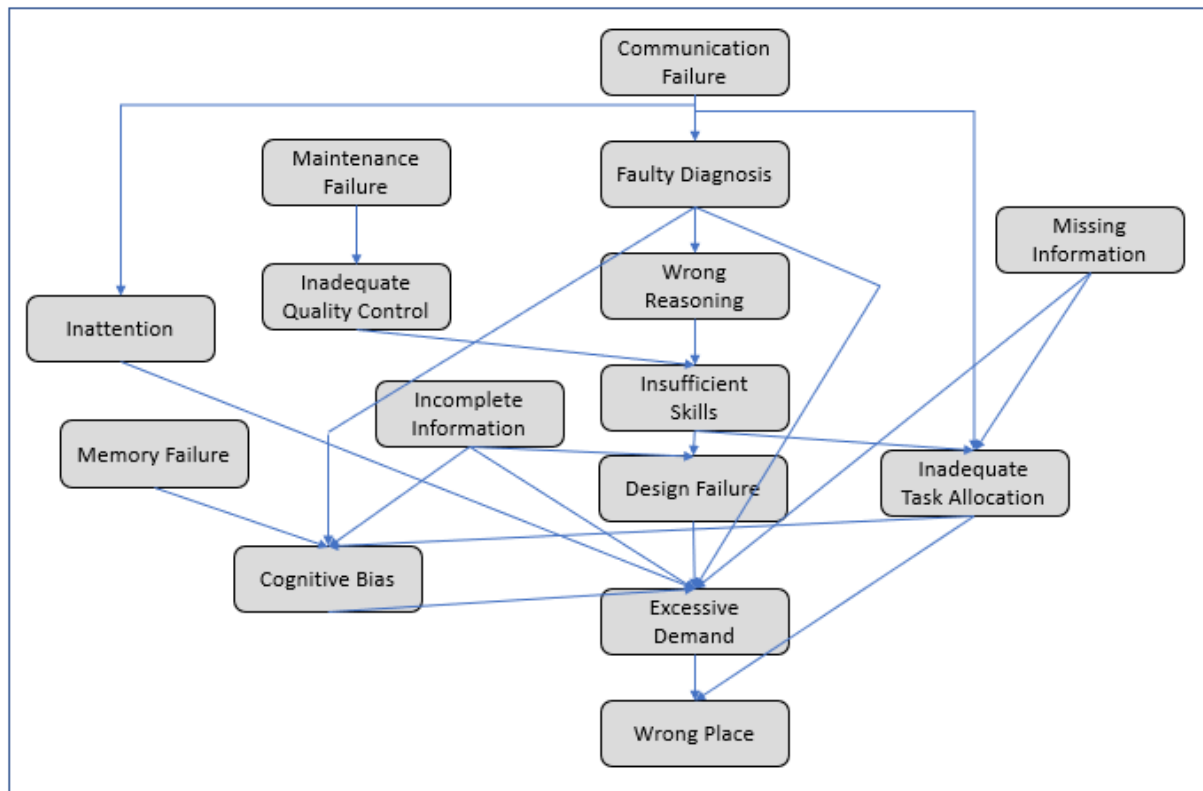 Communication
Failure
Maintenance
Failure
Faulty Diagnosis
Missing
Information
Inadequate
Quality Control
Wrong
Reasoning
Inattention
Insufficient
Skills
Incomplete
Information
Memory Failure
Design Failure
Inadequate
Task Allocation
Cognitive Bias
Excessive
Demand
Wrong Place